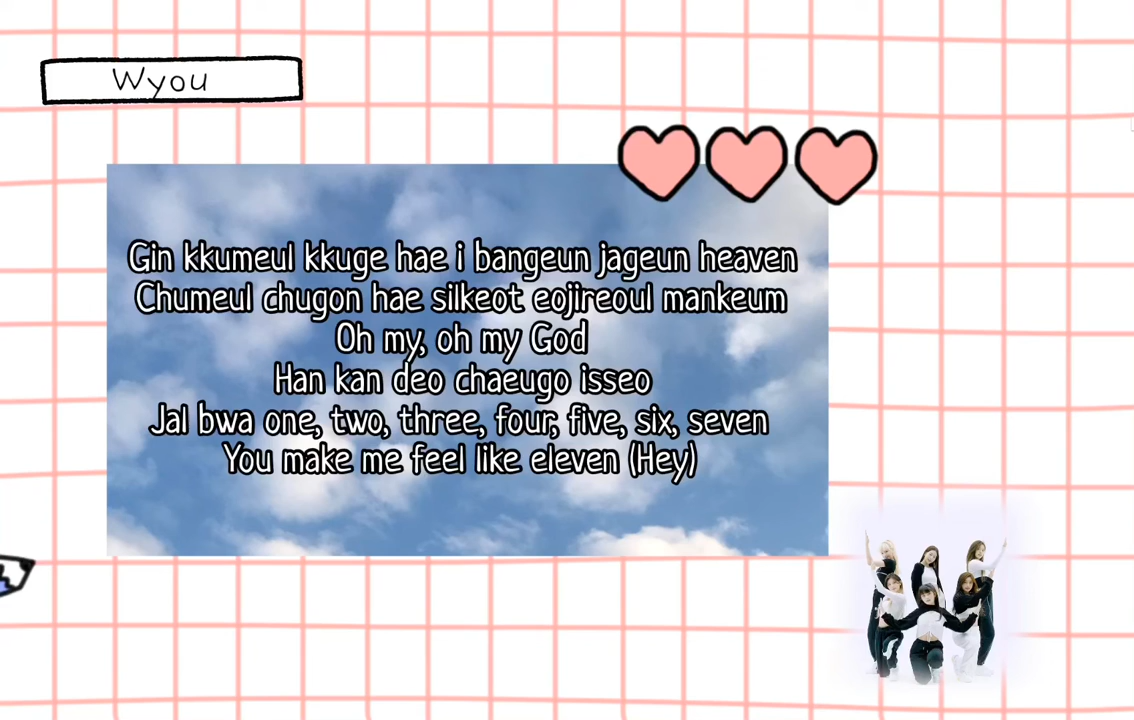 Wyou
Gin kkumeul kkuge hae i bangeun jageun heaven
Chumeul chugon hae silkeot eojireoul mankeum
Oh my, oh my God
Han kan deo chaeugo isseo
Jal bwa one, two, three, four, five, six, seven
You make me feel like eleven (Hey)